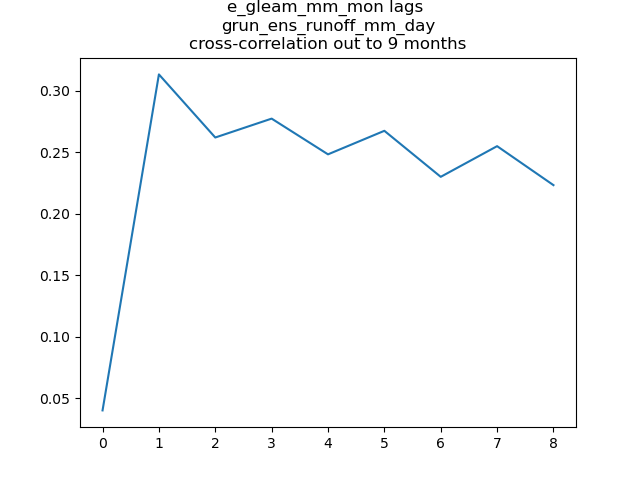 e_gleam_mm_mon lags
grun_ens_runoff_mm_day
cross-correlation out to 9 months
0.30
0.25
0.20
0.15
0.10
0.05
0 1 2 3 4 5 6 7 8